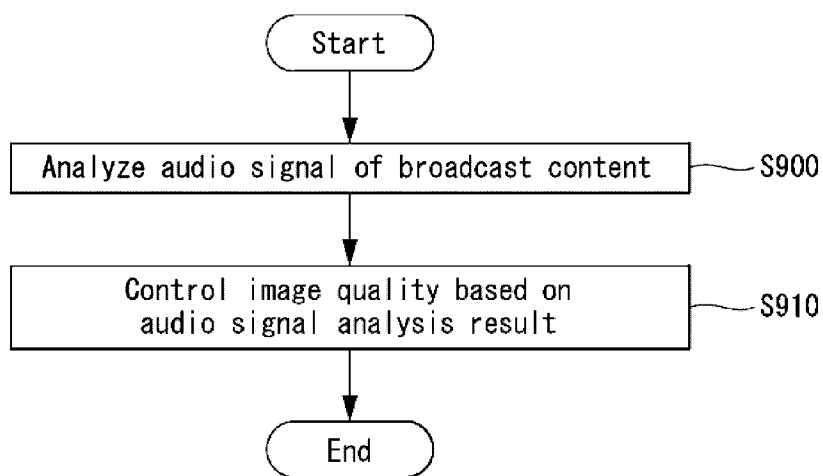 Start
Analyze audio signal of broadcast content
S900
Control image quality based on
audio signal analysis result
S910
End